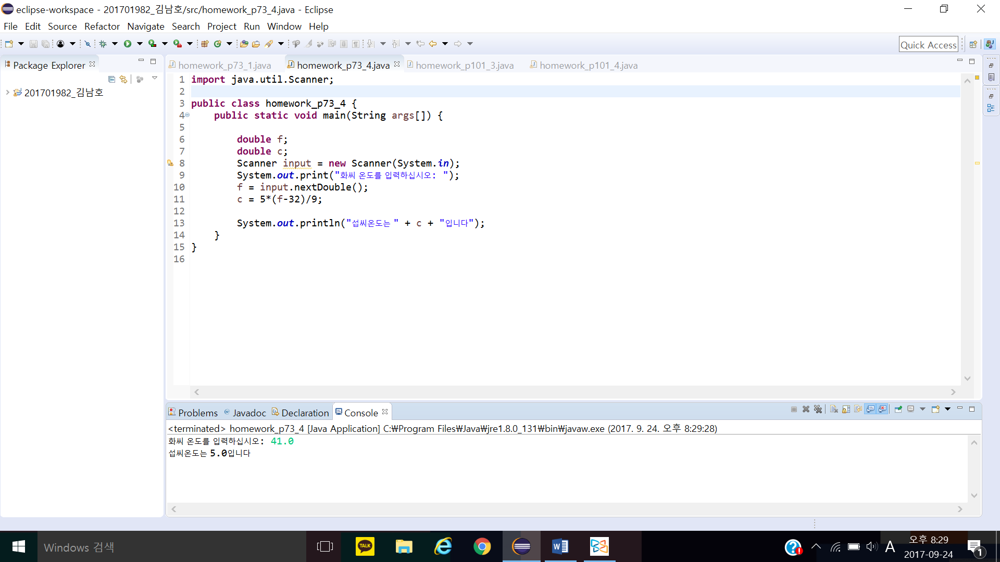 eclipse-workspace - 201701982_김남호/src/homework_p73_4.java - Eclipse
File Edit Source Refactor Navigate Search Project Run Window Help
Quick Access
Package Explorer
homework_p73_1.java homework_p73_4.java homework_p101_3.java homework_p101_4.java
201701982_김남호
1 import java.util.Scanner;
2
3 public class homework_p73_4 {
4 public static void main(String args[]) {
5
6 double f;
7 double c;
8 Scanner input = new Scanner(System.in);
9 System.out.print("화씨 온도를 입력하십시오: ");
10 f = input.nextDouble();
11 c = 5*(f-32)/9;
12
13 System.out.println("섭씨온도는 " + c + "입니다");
14 }
15 }
16
Problems Javadoc Declaration Console
<terminated> homework_p73_4 [Java Application] C:₩Program Files₩Java₩jre1.8.0_131₩bin₩javaw.exe (2017. 9. 24. 오후 8:29:28)
화씨 온도를 입력하십시오: 41.0
섭씨온도는 5.0입니다
Windows 검색
TALK
A
오후 8:29
2017-09-24
1